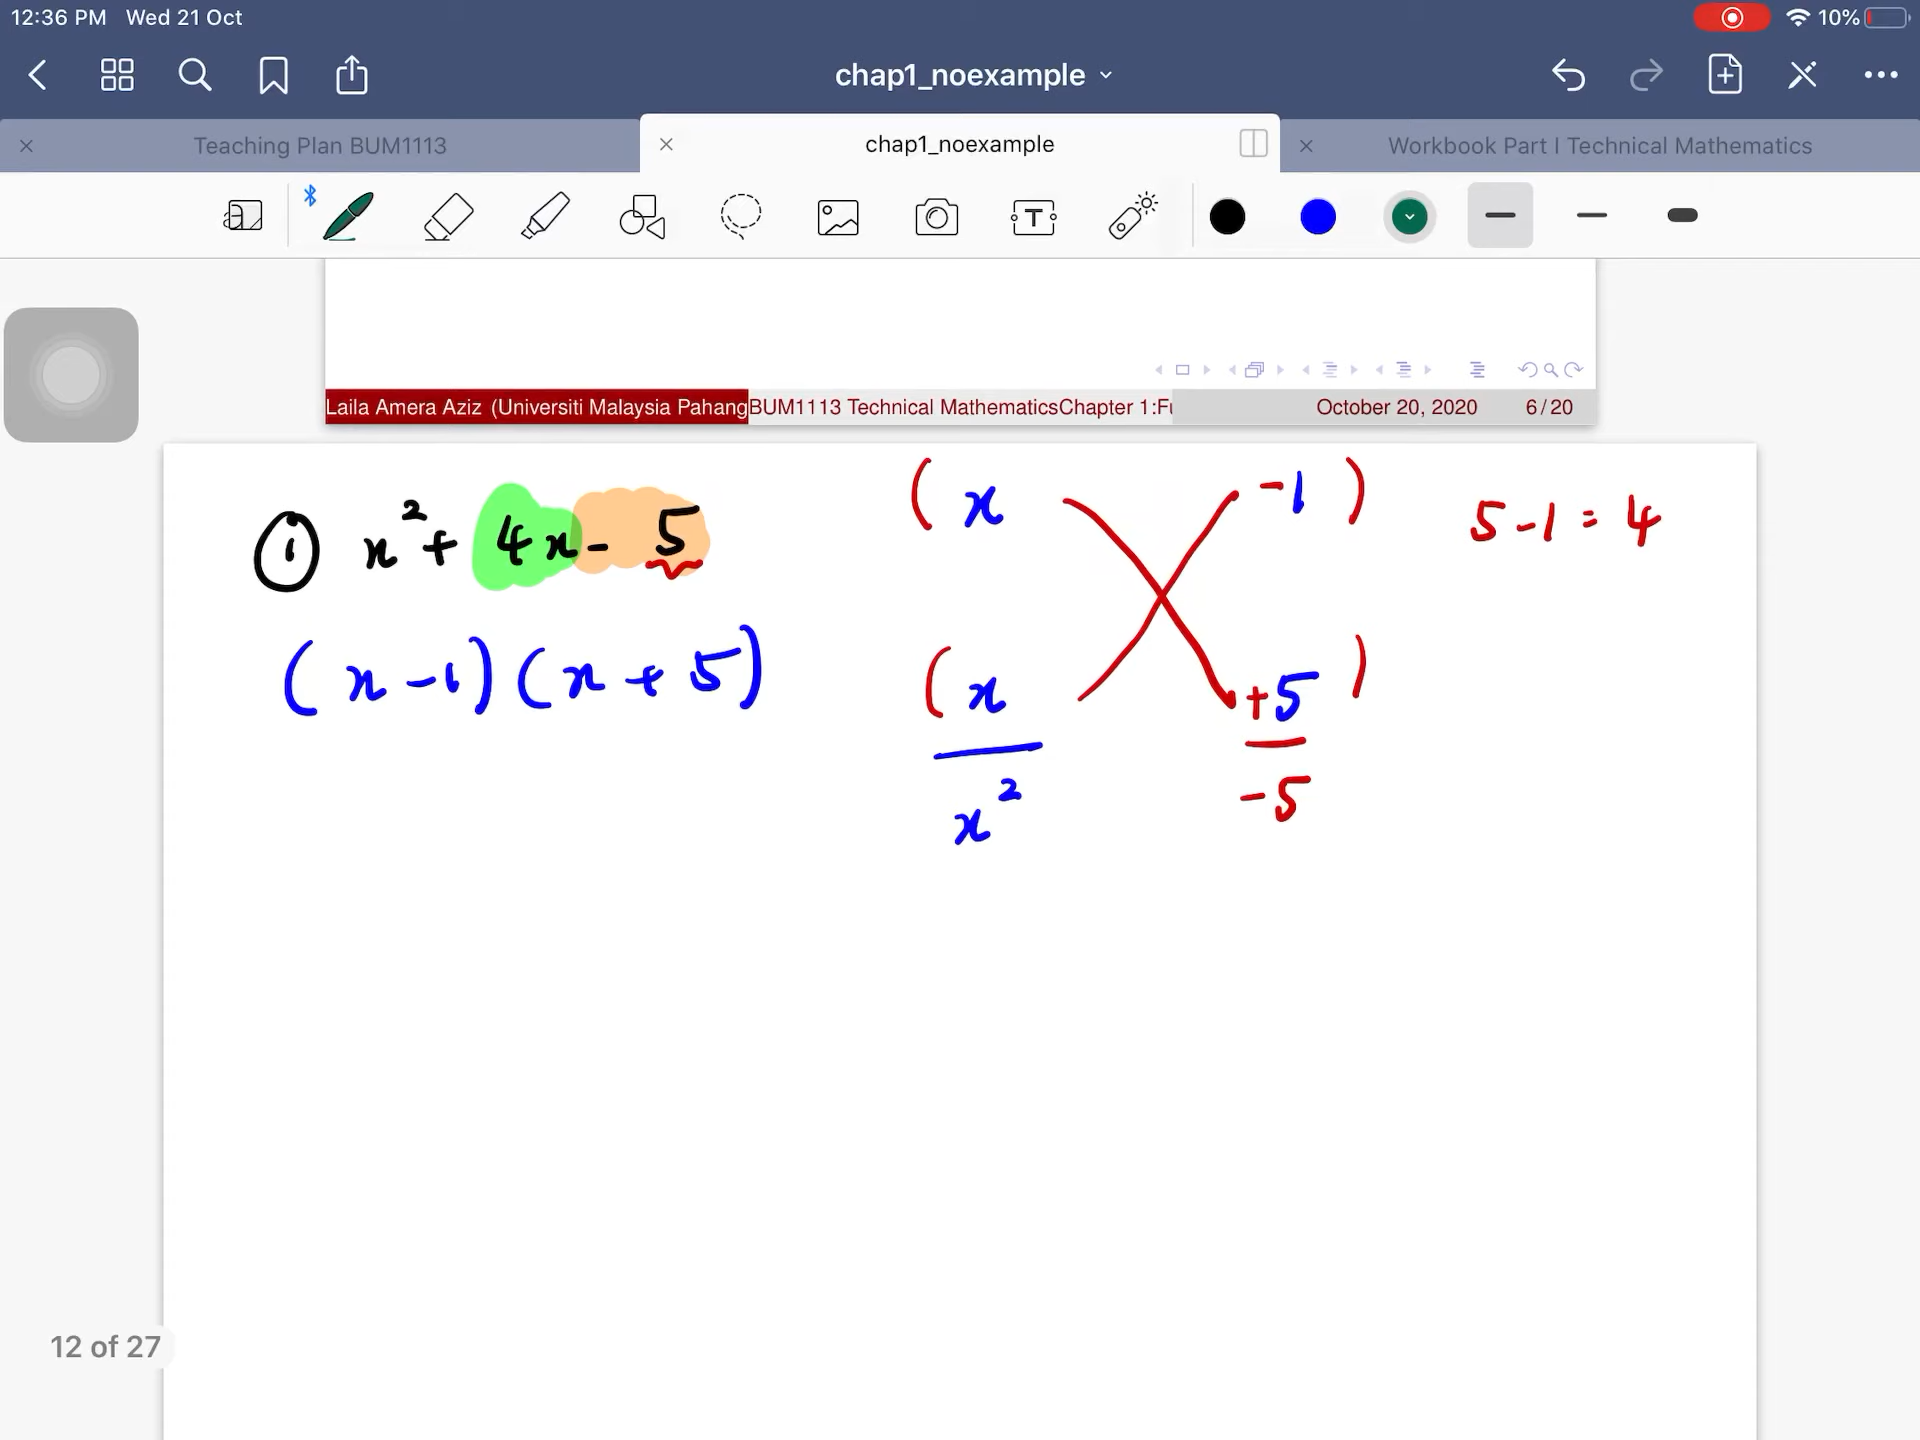 12:36 PM Wed 21 Oct 10%
chap1_noexample
Teaching Plan BUM1113 chap1_noexample Workbook Part I Technical Mathematics
Laila Amera Aziz (Universiti Malaysia Pahang BUM1113 Technical MathematicsChapter 1:Fu October 20, 2020 6/20
① x² + 4x - 5
(x - 1)(x + 5)
( x -1 )
( x +5 )
x² -5
5 - 1 = 4
12 of 27